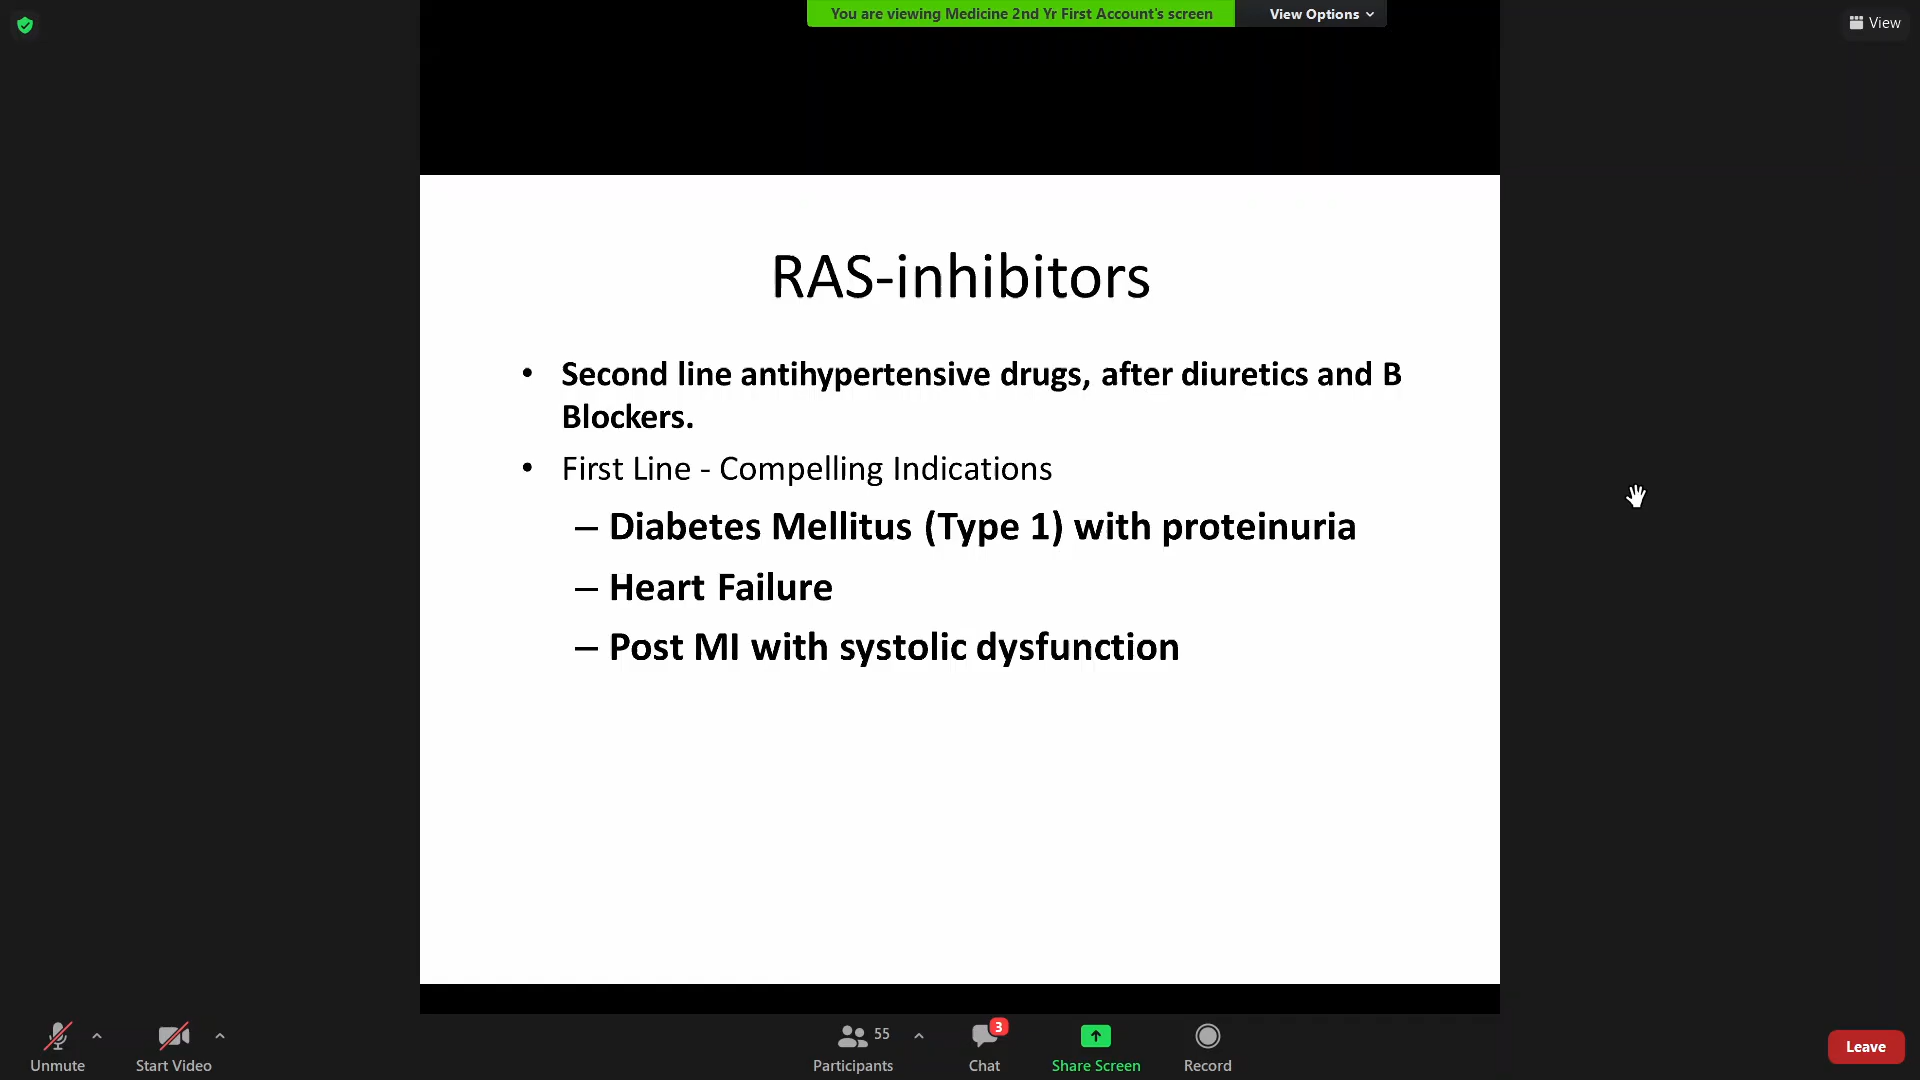 You are viewing Medicine 2nd Yr First Account's screen
View Options
View
RAS-inhibitors
• Second line antihypertensive drugs, after diuretics and B
Blockers.
• First Line - Compelling Indications
– Diabetes Mellitus (Type 1) with proteinuria
– Heart Failure
– Post MI with systolic dysfunction
55
3
Unmute
Start Video
Participants
Chat
Share Screen
Record
Leave